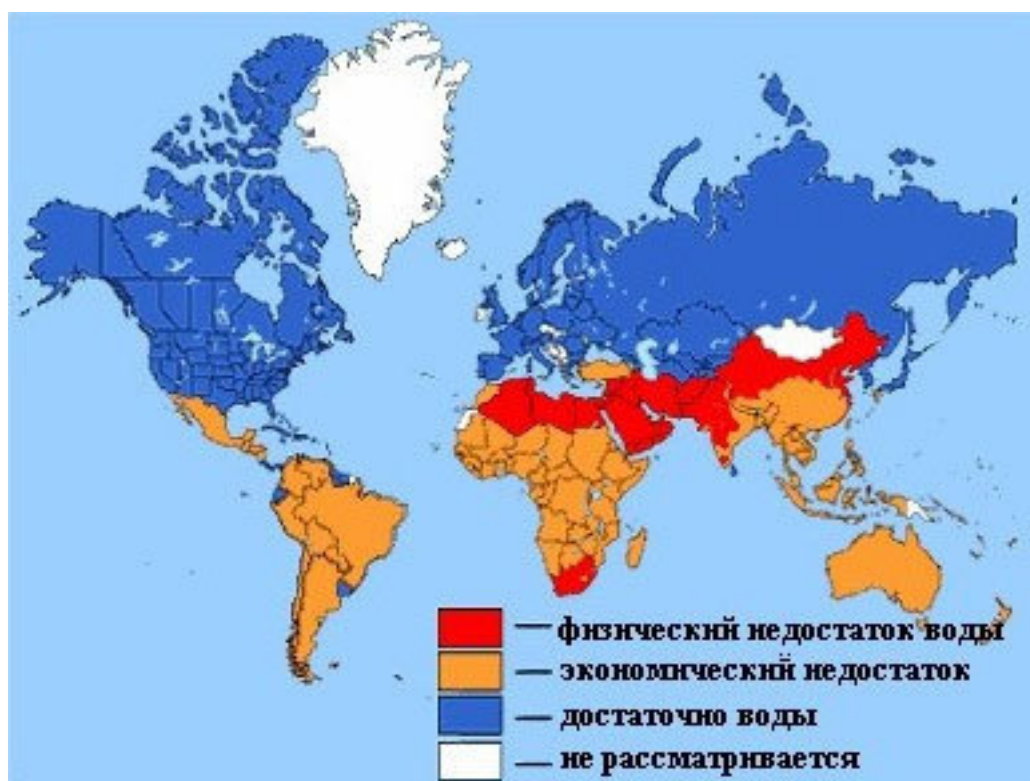 физический недостаток воды
экономический недостаток
достаточно воды
не рассматривается